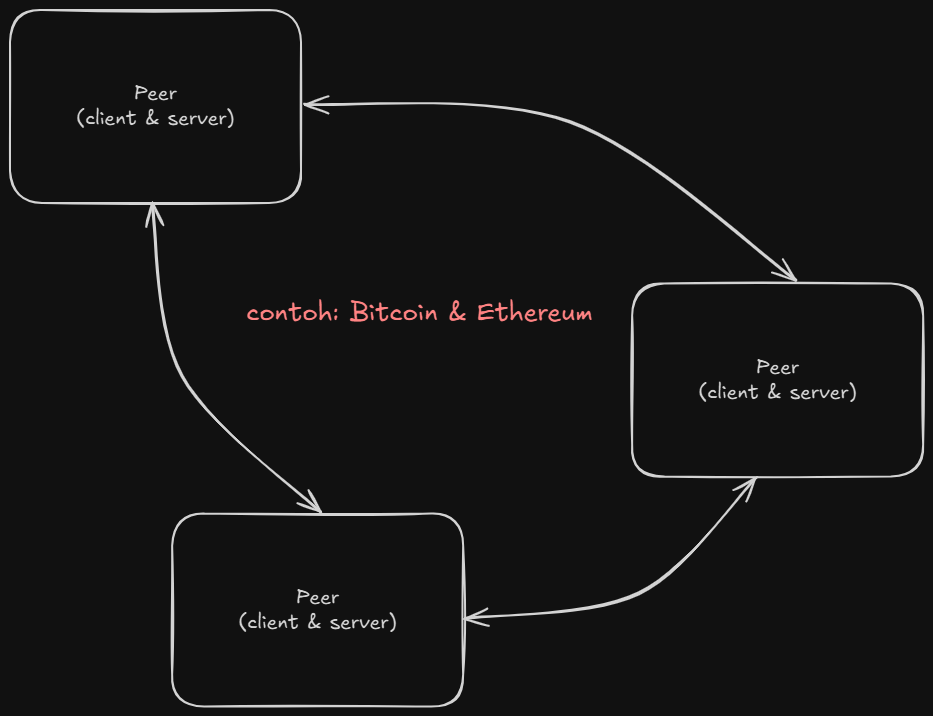 Peer
(client & server)
contoh: Bitcoin & Ethereum
Peer
(client & server)
Peer
(client & server)